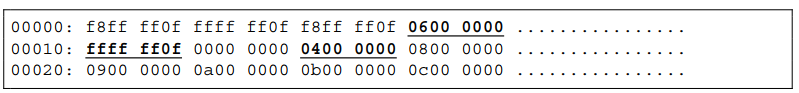 00000: f8ff ff0f ffff ff0f f8ff ff0f 0600 0000 ................
00010: ffff ff0f 0000 0000 0400 0000 0800 0000 ................
00020: 0900 0000 0a00 0000 0b00 0000 0c00 0000 ................